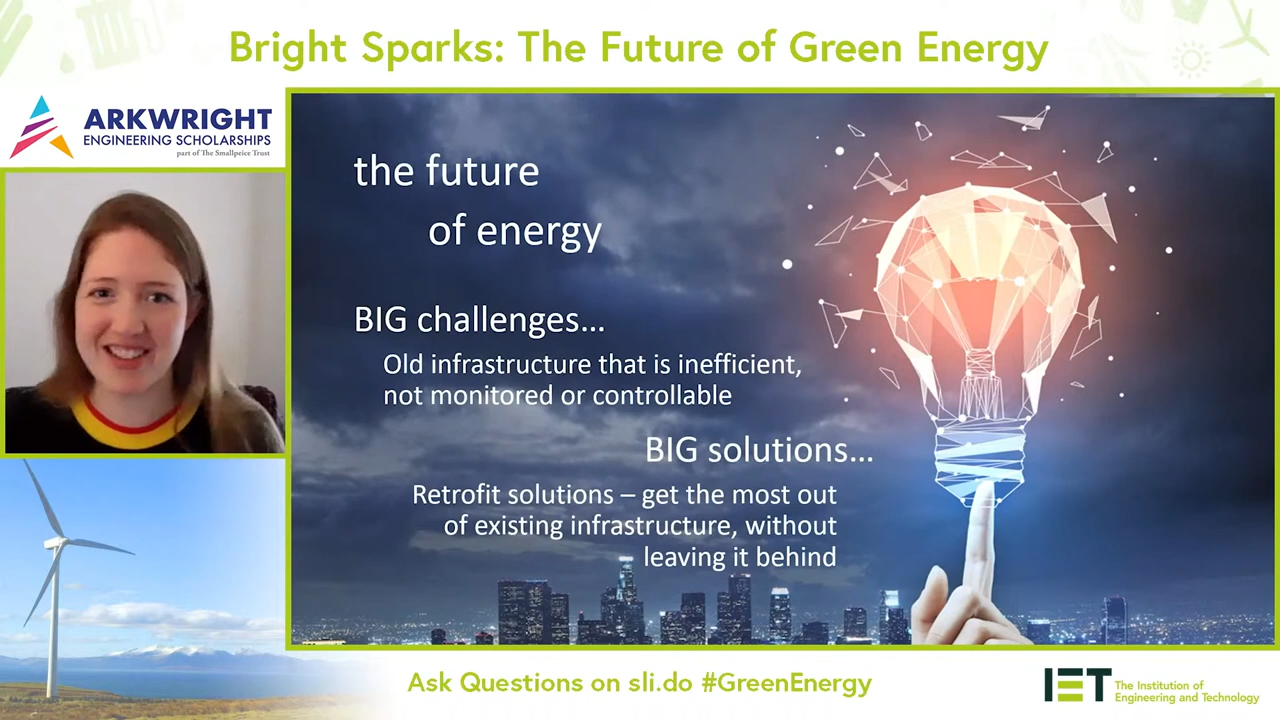 Bright Sparks: The Future of Green Energy
ARKWRIGHT
ENGINEERING SCHOLARSHIPS
part of The Smallpeice Trust
the future
of energy
BIG challenges...
Old infrastructure that is inefficient,
not monitored or controllable
BIG solutions...
Retrofit solutions – get the most out
of existing infrastructure, without
leaving it behind
Ask Questions on sli.do #GreenEnergy
IET
The Institution of
Engineering and Technology